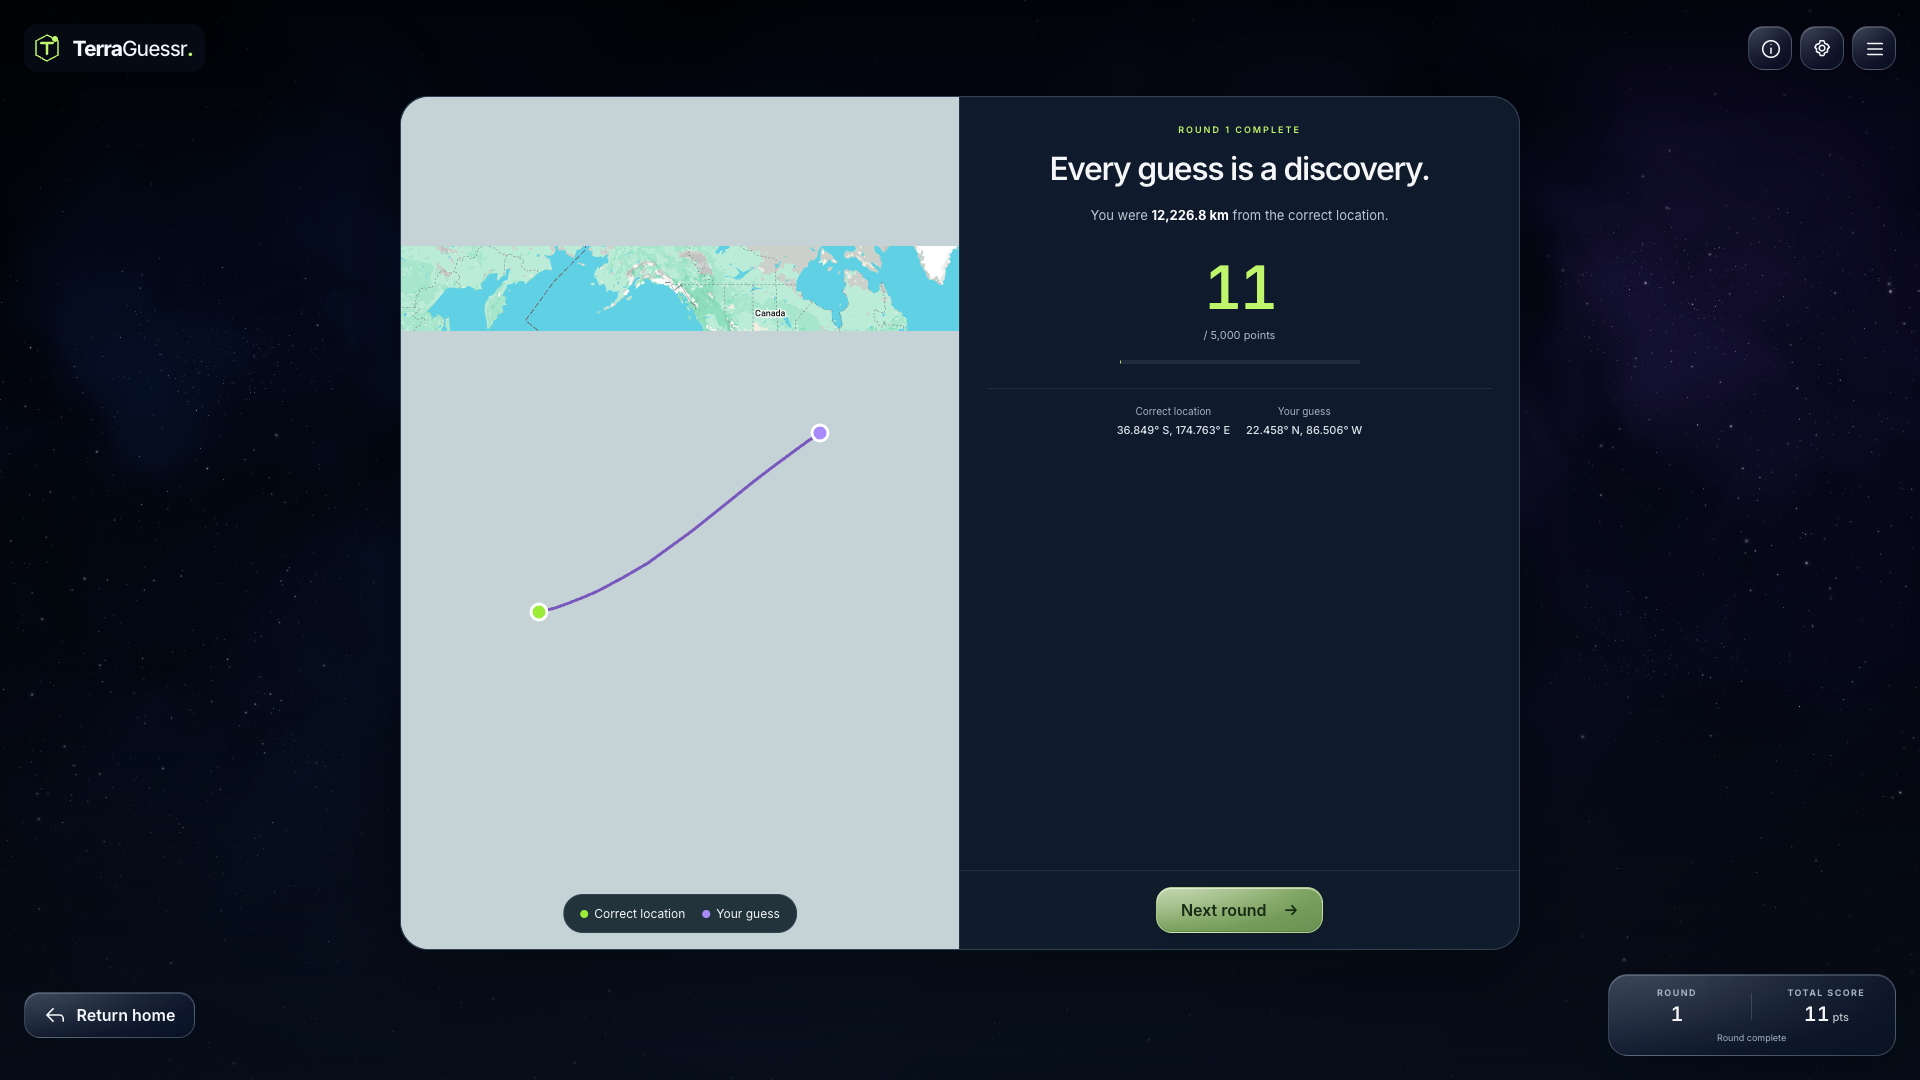 TerraGuessr.
ROUND 1 COMPLETE
Every guess is a discovery.
You were 12,226.8 km from the correct location.
11
/ 5,000 points
Correct location
36.849° S, 174.763° E
Your guess
22.458° N, 86.506° W
Canada
Correct location
Your guess
Next round
Return home
ROUND
1
TOTAL SCORE
11 pts
Round complete